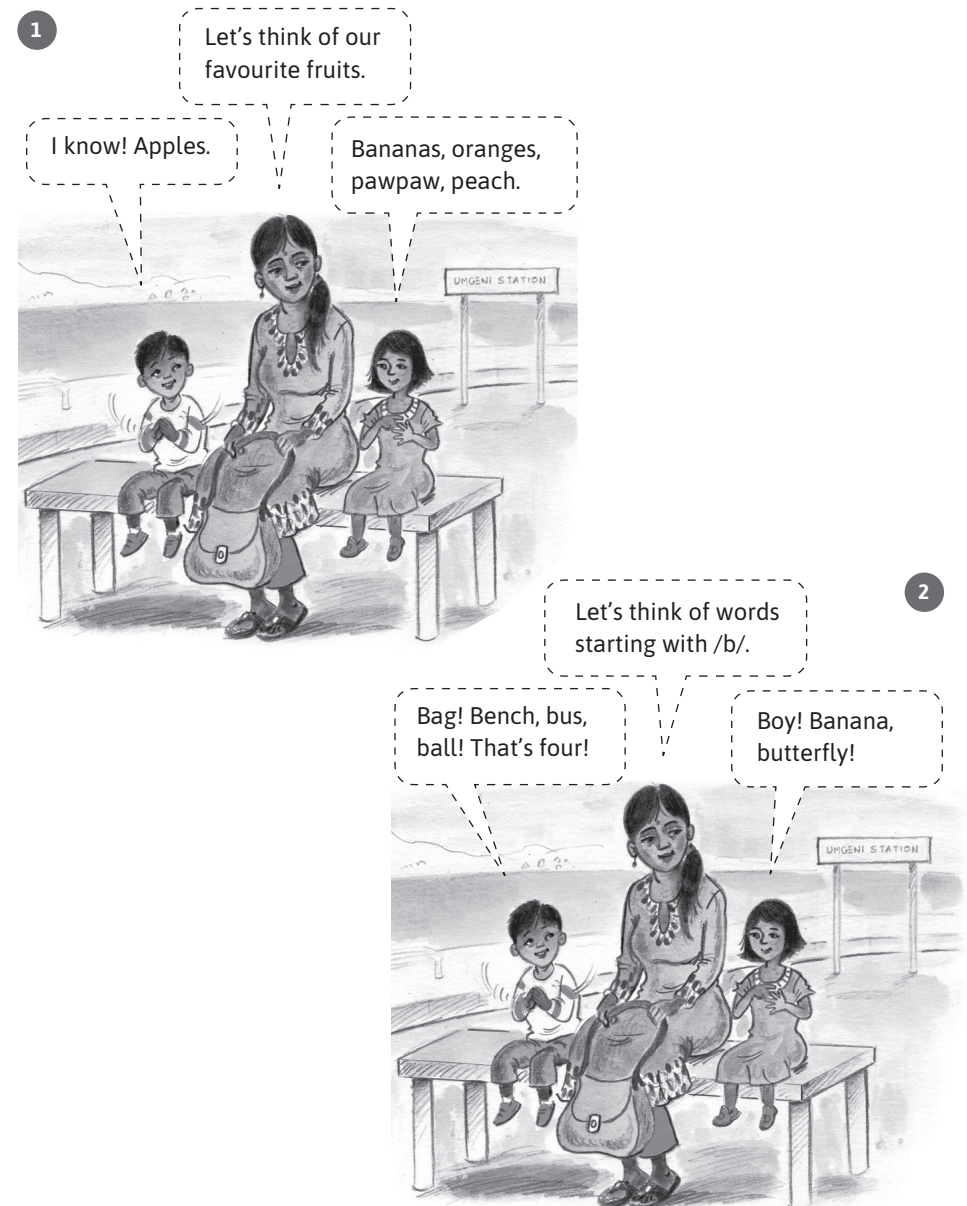 1
Let's think of our
favourite fruits.
I know! Apples.
Bananas, oranges,
pawpaw, peach.
UMGENI STATION
2
Let's think of words
starting with /b/.
Bag! Bench, bus,
ball! That's four!
Boy! Banana,
butterfly!
UMGENI STATION